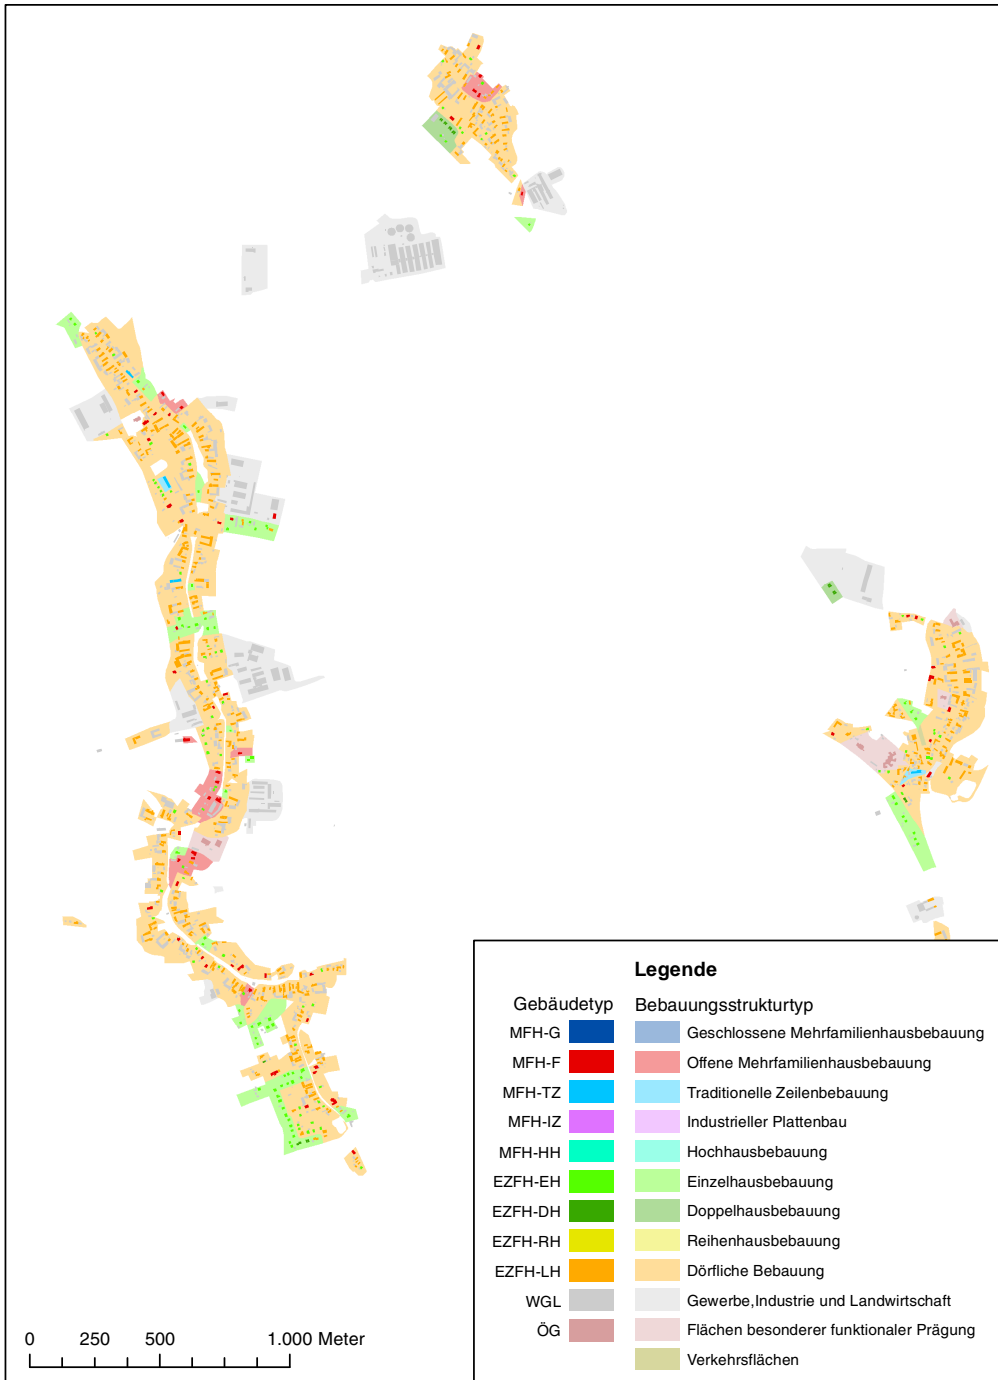 Legende
Gebäudetyp Bebauungsstrukturtyp
MFH-G Geschlossene Mehrfamilienhausbebauung
MFH-F Offene Mehrfamilienhausbebauung
MFH-TZ Traditionelle Zeilenbebauung
MFH-IZ Industrieller Plattenbau
MFH-HH Hochhausbebauung
EZFH-EH Einzelhausbebauung
EZFH-DH Doppelhausbebauung
EZFH-RH Reihenhausbebauung
EZFH-LH Dörfliche Bebauung
WGL Gewerbe,Industrie und Landwirtschaft
ÖG Flächen besonderer funktionaler Prägung
Verkehrsflächen
0 250 500 1.000 Meter